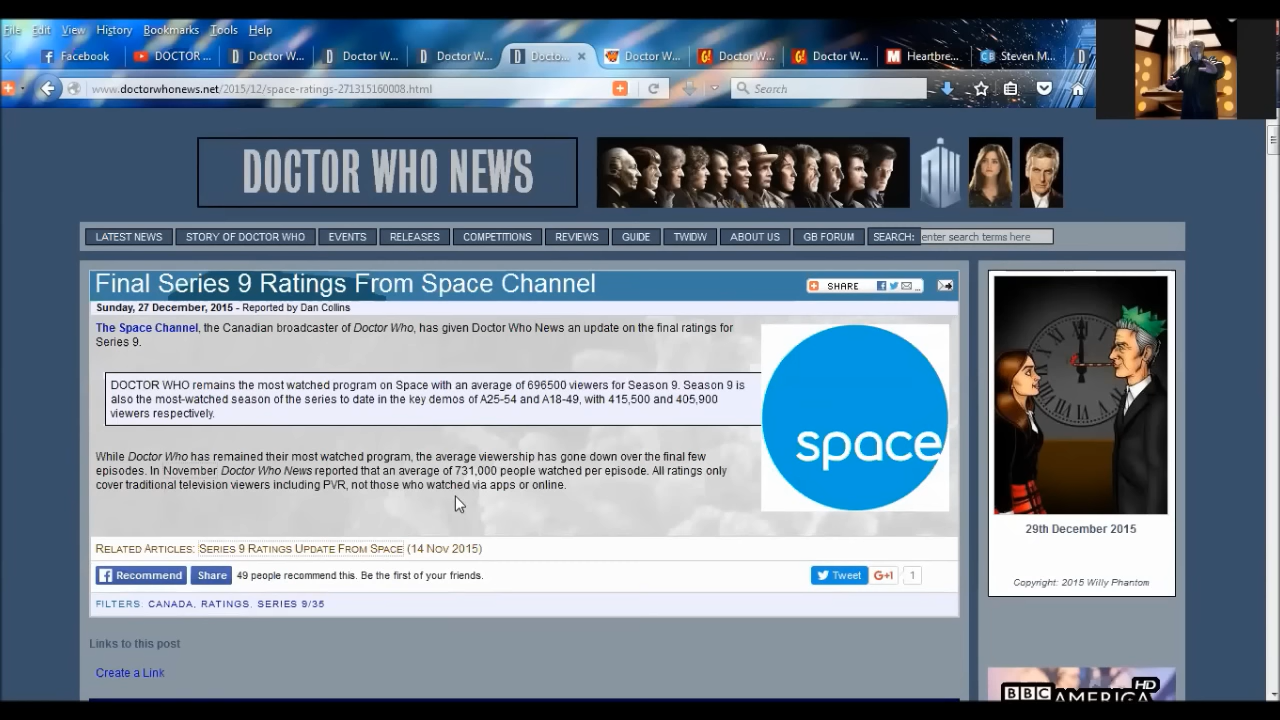 File Edit View History Bookmarks Tools Help
Facebook DOCTOR ... Doctor W... Doctor W... Doctor W... Docto... × Doctor W... Doctor W... Doctor W... Heartbre... Steven M...
www.doctorwhonews.net/2015/12/space-ratings-271315160008.html Search
DOCTOR WHO NEWS
LATEST NEWS STORY OF DOCTOR WHO EVENTS RELEASES COMPETITIONS REVIEWS GUIDE TWIDW ABOUT US GB FORUM SEARCH: enter search terms here
Final Series 9 Ratings From Space Channel
SHARE
Sunday, 27 December, 2015 - Reported by Dan Collins
The Space Channel, the Canadian broadcaster of Doctor Who, has given Doctor Who News an update on the final ratings for
Series 9.
DOCTOR WHO remains the most watched program on Space with an average of 696500 viewers for Season 9. Season 9 is
also the most-watched season of the series to date in the key demos of A25-54 and A18-49, with 415,500 and 405,900
viewers respectively.
space
While Doctor Who has remained their most watched program, the average viewership has gone down over the final few
episodes. In November Doctor Who News reported that an average of 731,000 people watched per episode. All ratings only
cover traditional television viewers including PVR, not those who watched via apps or online.
RELATED ARTICLES: SERIES 9 RATINGS UPDATE FROM SPACE (14 NOV 2015)
Recommend Share 49 people recommend this. Be the first of your friends. Tweet G+1 1
FILTERS: CANADA, RATINGS, SERIES 9/35
Links to this post
Create a Link
29th December 2015
Copyright: 2015 Willy Phantom
BBC AMERICA HD